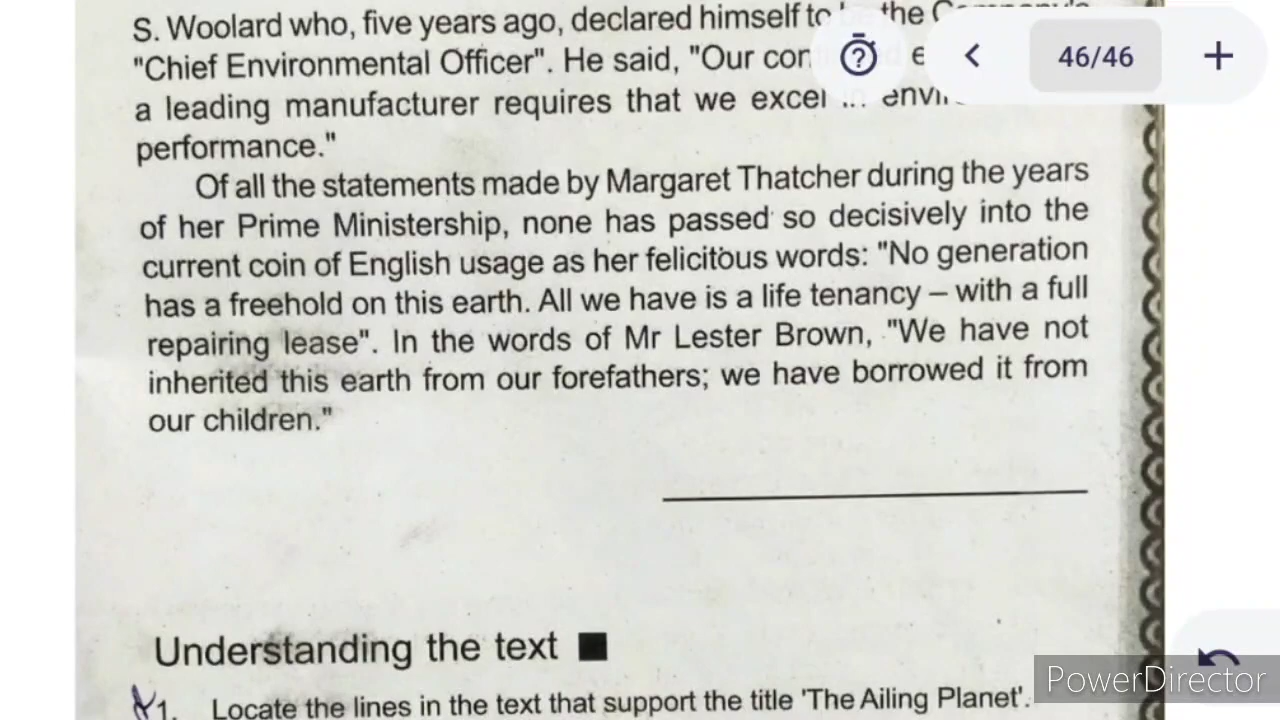 S. Woolard who, five years ago, declared himself to the
"Chief Environmental Officer". He said, "Our
46/46
a leading manufacturer requires that we excel
performance."
Of all the statements made by Margaret Thatcher during the years
of her Prime Ministership, none has passed so decisively into the
current coin of English usage as her felicitous words: "No generation
has a freehold on this earth. All we have is a life tenancy – with a full
repairing lease". In the words of Mr Lester Brown, "We have not
inherited this earth from our forefathers; we have borrowed it from
our children."
Understanding the text
PowerDirector
1. Locate the lines in the text that support the title 'The Ailing Planet'.